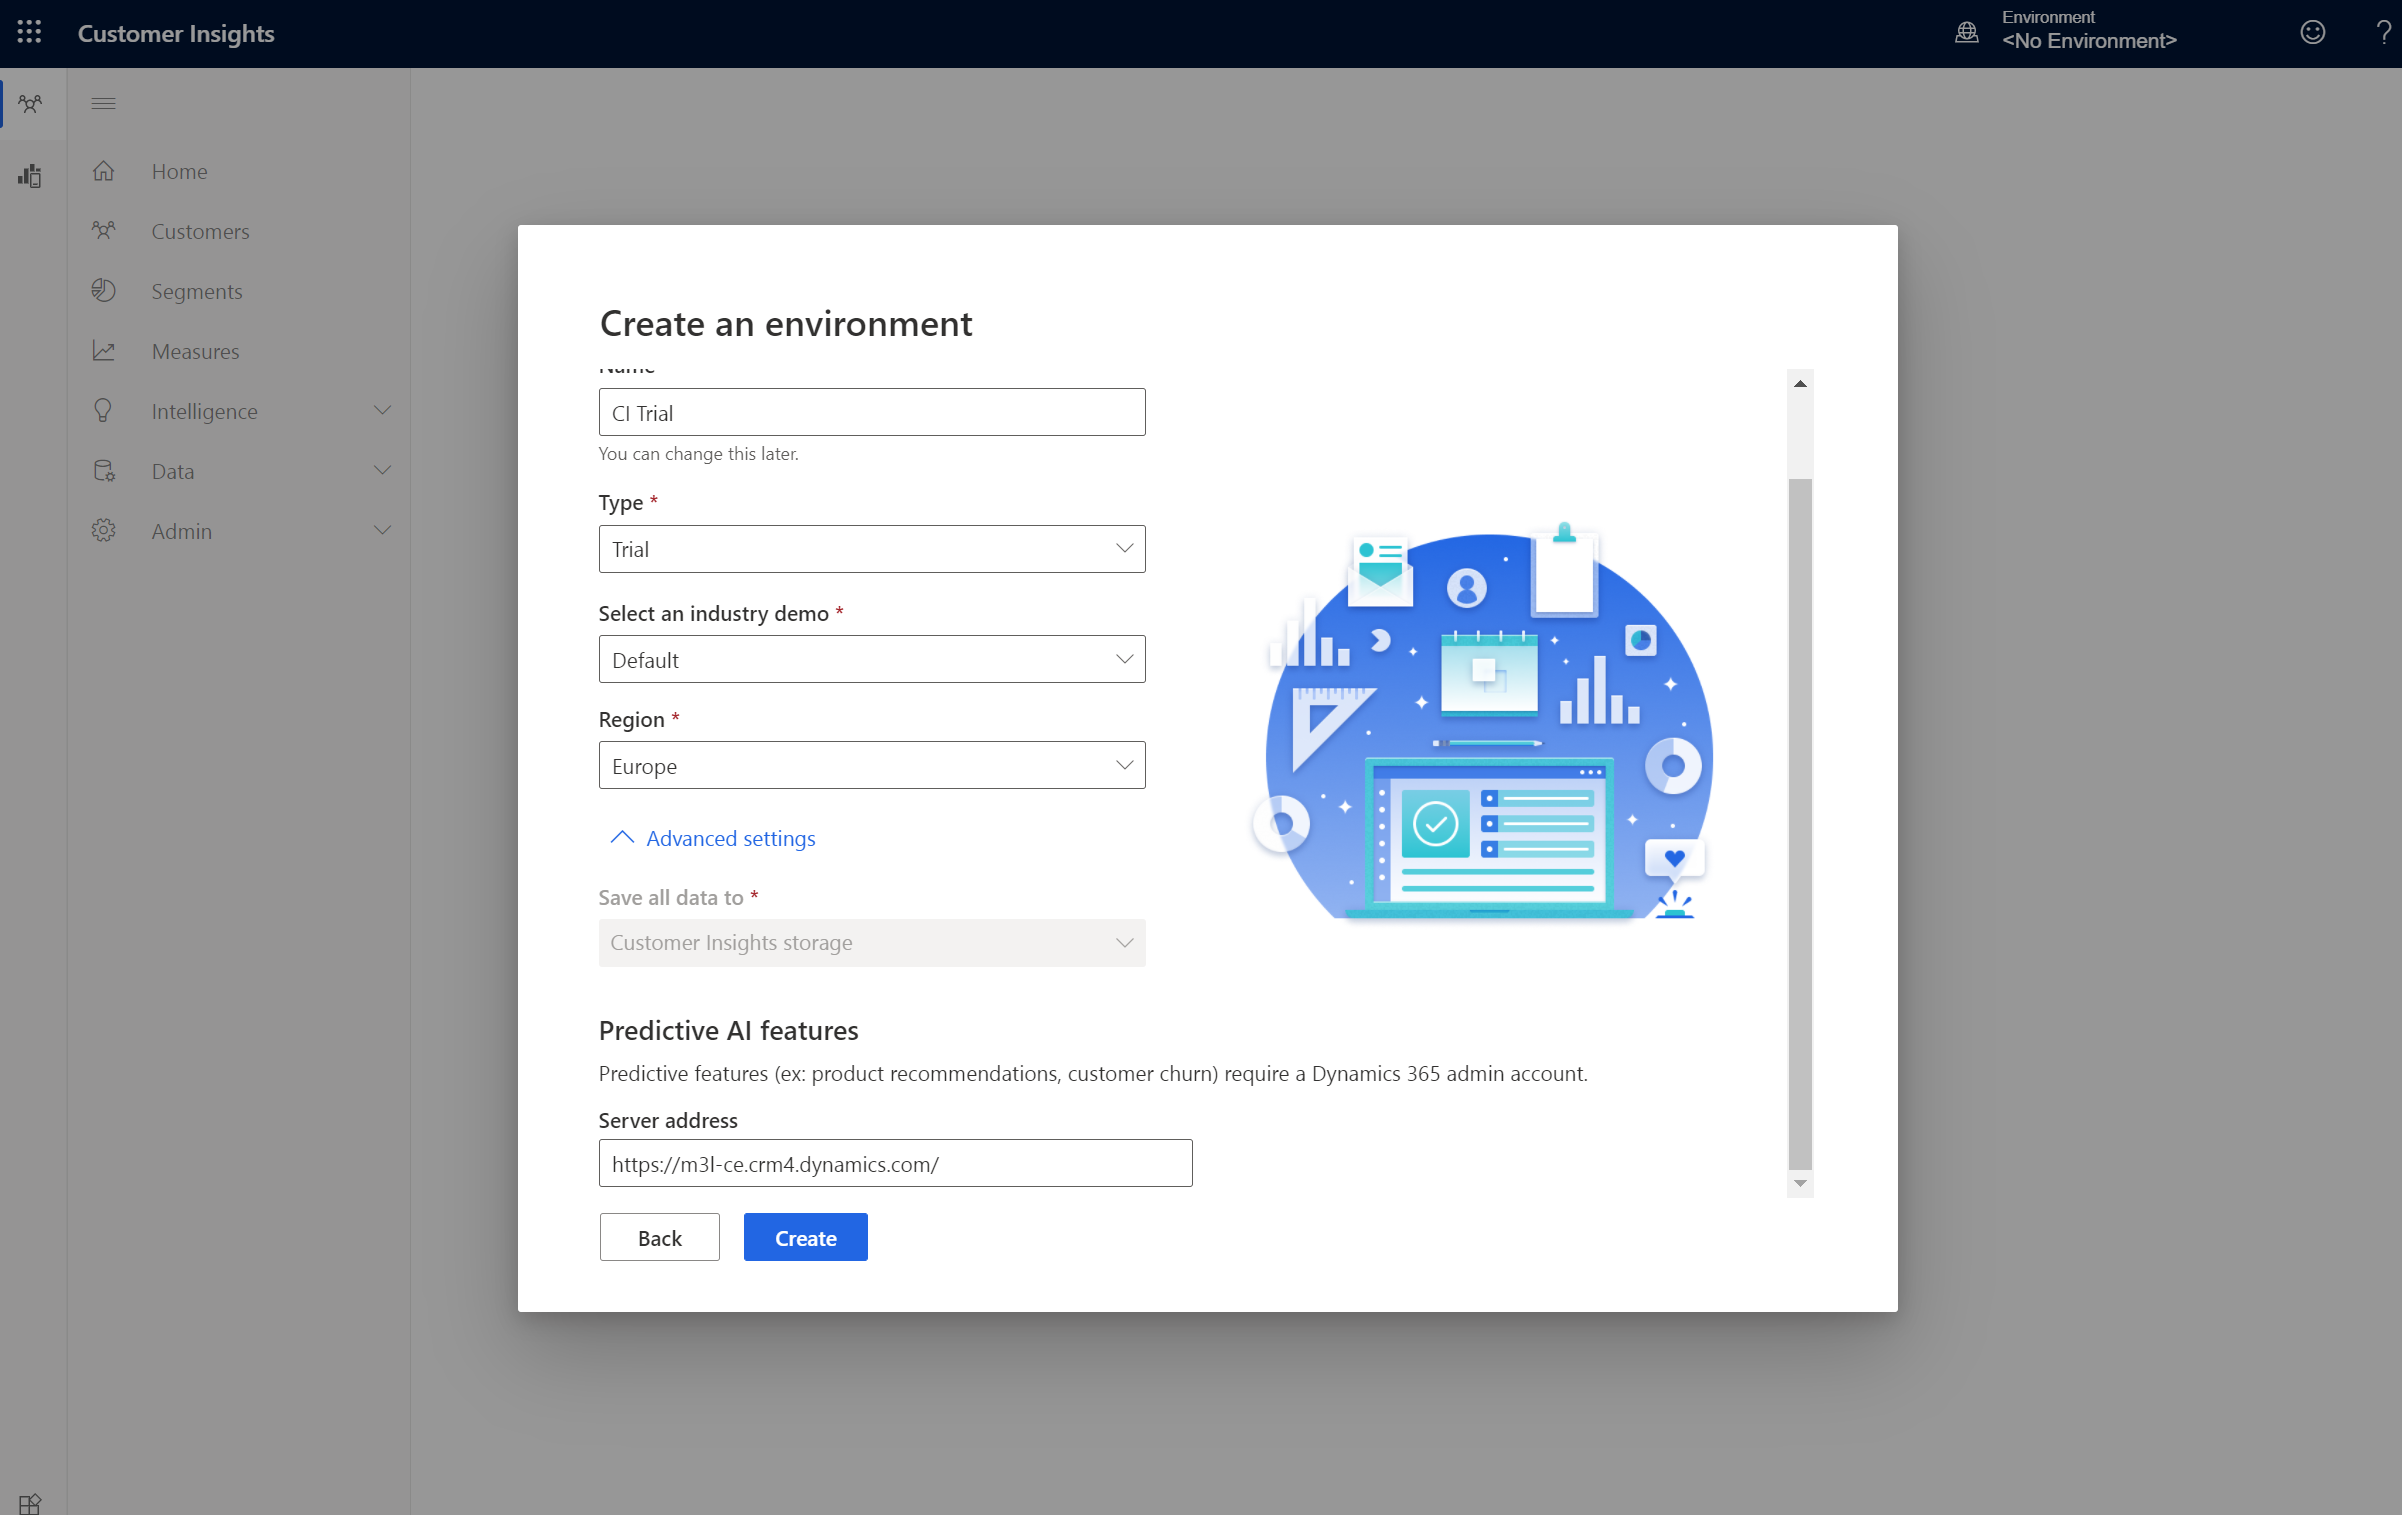 Customer Insights
Environment
<No Environment>
?
Home
Customers
Segments
Measures
Intelligence
Data
Admin
Create an environment
Name
CI Trial
You can change this later.
Type *
Trial
Select an industry demo *
Default
Region *
Europe
Advanced settings
Save all data to *
Customer Insights storage
Predictive AI features
Predictive features (ex: product recommendations, customer churn) require a Dynamics 365 admin account.
Server address
https://m3l-ce.crm4.dynamics.com/
Back
Create